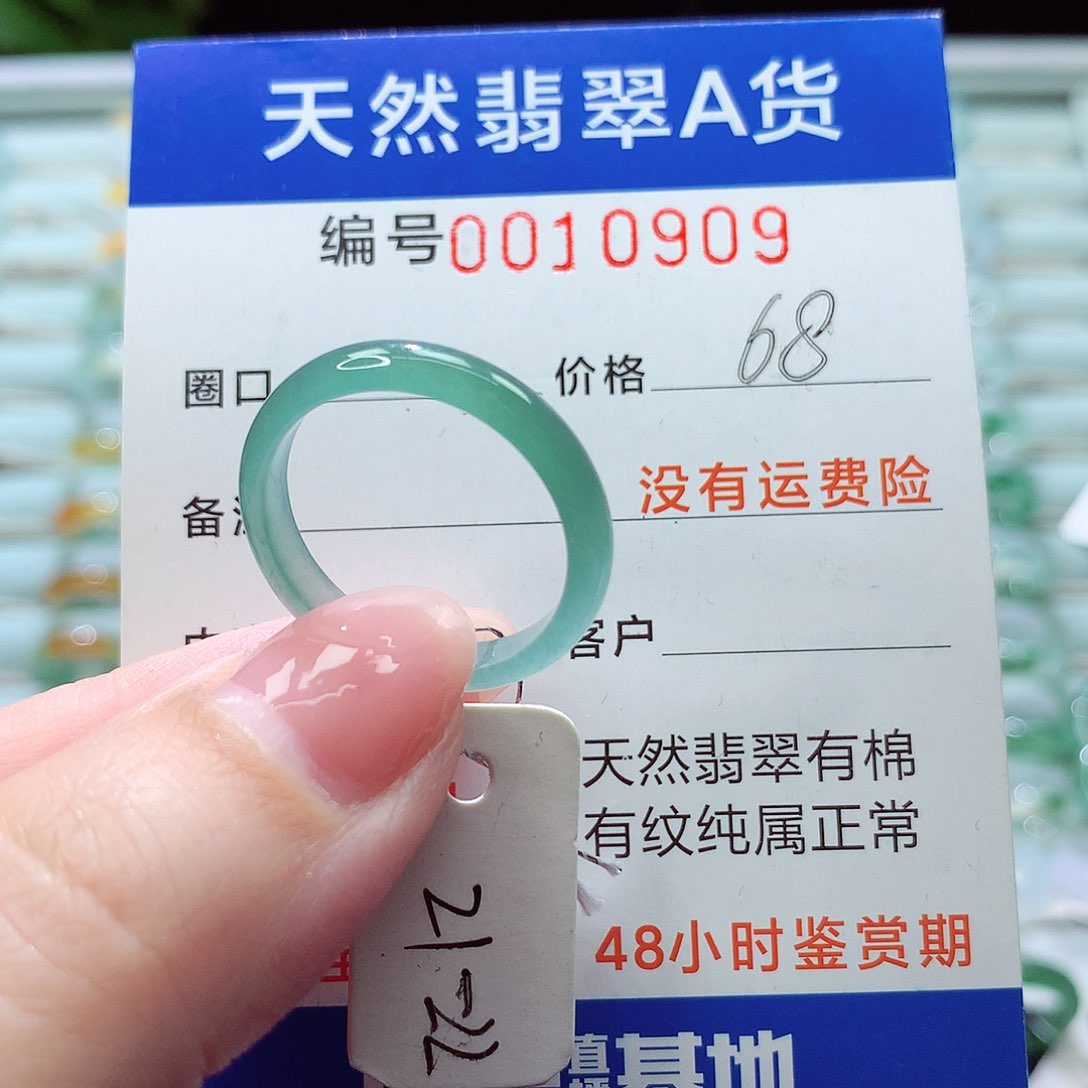 天然翡翠A货
编号0010909
圈口 价格 68
没有运费险
备
客户
天然翡翠有棉
有纹纯属正常
48小时鉴赏期
21-22
基地